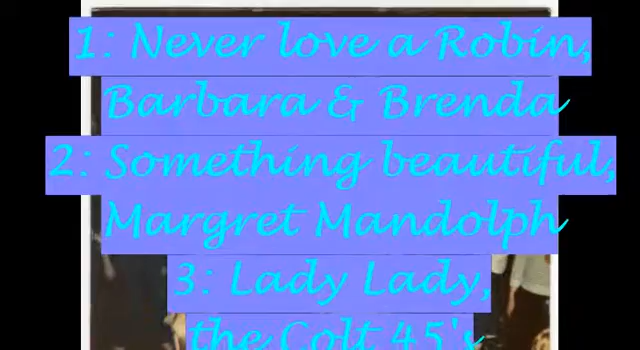 1: Never love a Robin,
Barbara & Brenda
2: Something beautiful,
Margret Mandolph
3: Lady Lady,
the Colt 45's